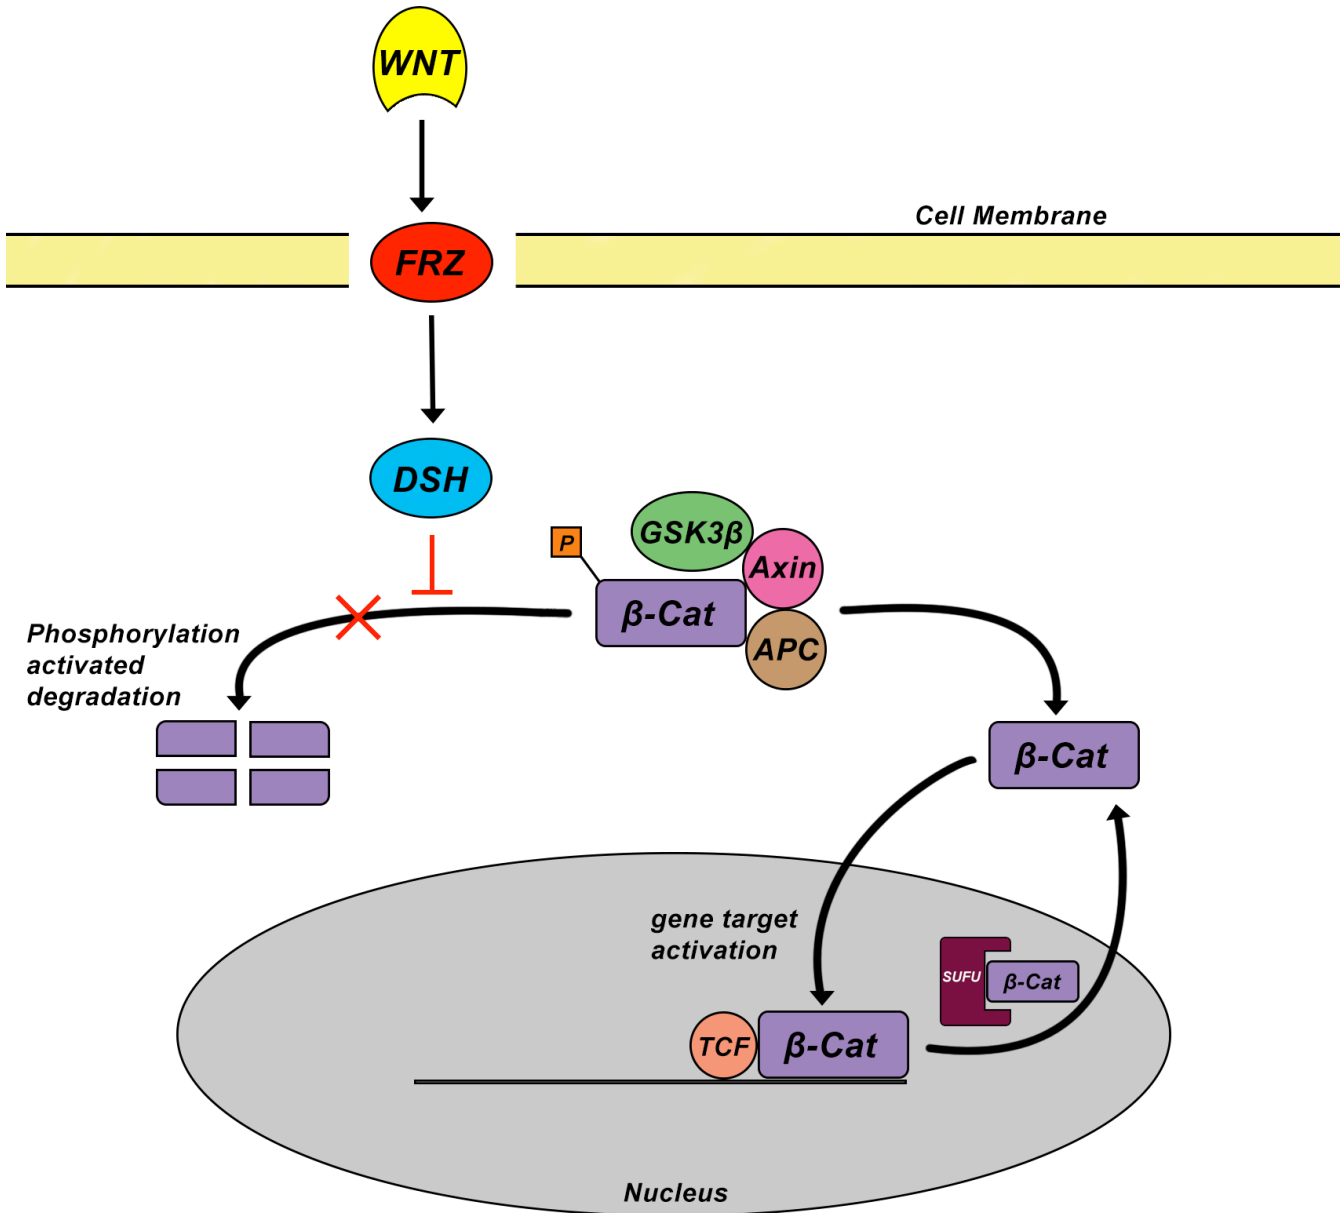 WNT
Cell Membrane
FRZ
DSH
GSK3β
P
Axin
β-Cat
APC
Phosphorylation
activated
degradation
β-Cat
gene target
activation
SUFU
β-Cat
TCF
β-Cat
Nucleus